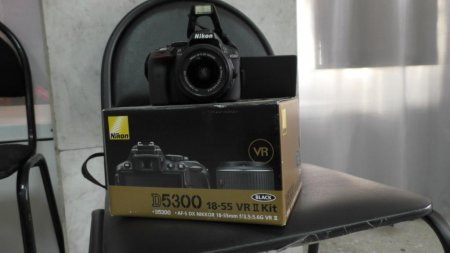 Nikon
Nikon
VR
D5300 18-55 VR II Kit
BLACK
• D5300 • AF-S DX NIKKOR 18-55mm f/3.5-5.6G VR II